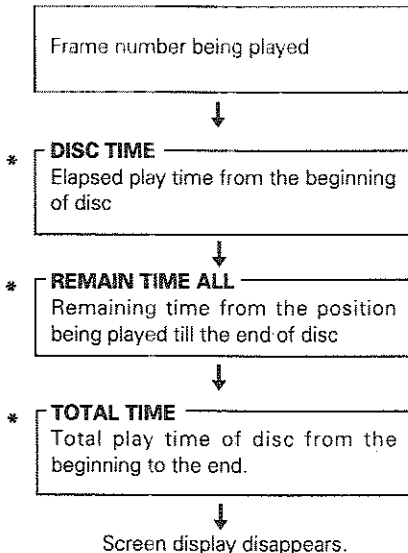 Frame number being played
* DISC TIME
Elapsed play time from the beginning
of disc
* REMAIN TIME ALL
Remaining time from the position
being played till the end of disc
* TOTAL TIME
Total play time of disc from the
beginning to the end.
Screen display disappears.